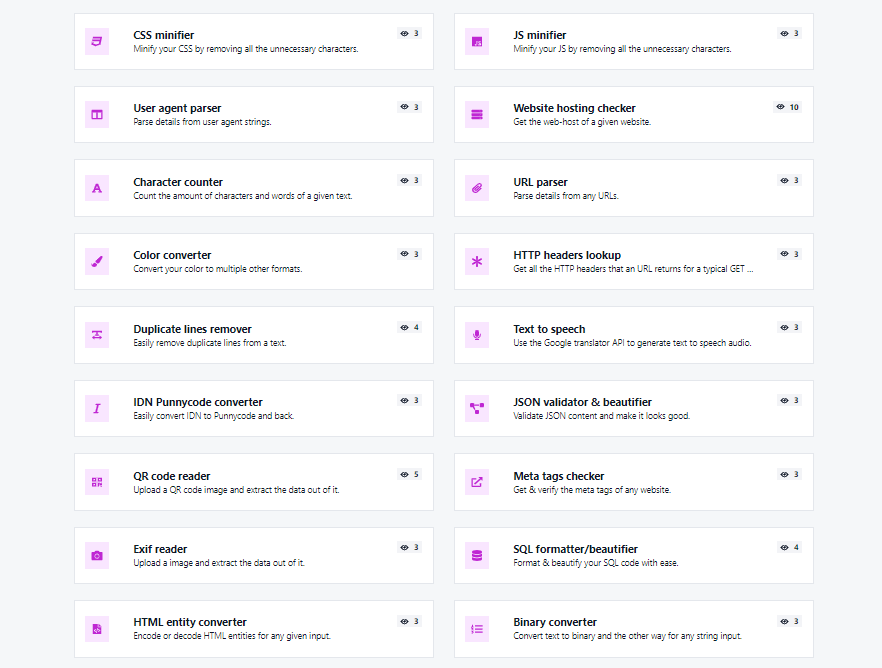 CSS minifier
3
Minify your CSS by removing all the unnecessary characters.
JS minifier
3
Minify your JS by removing all the unnecessary characters.
User agent parser
3
Parse details from user agent strings.
Website hosting checker
10
Get the web-host of a given website.
Character counter
3
Count the amount of characters and words of a given text.
URL parser
3
Parse details from any URLs.
Color converter
3
Convert your color to multiple other formats.
HTTP headers lookup
3
Get all the HTTP headers that an URL returns for a typical GET ...
Duplicate lines remover
4
Easily remove duplicate lines from a text.
Text to speech
3
Use the Google translator API to generate text to speech audio.
IDN Punnycode converter
3
Easily convert IDN to Punnycode and back.
JSON validator & beautifier
3
Validate JSON content and make it looks good.
QR code reader
5
Upload a QR code image and extract the data out of it.
Meta tags checker
3
Get & verify the meta tags of any website.
Exif reader
3
Upload a image and extract the data out of it.
SQL formatter/beautifier
4
Format & beautify your SQL code with ease.
HTML entity converter
3
Encode or decode HTML entities for any given input.
Binary converter
3
Convert text to binary and the other way for any string input.